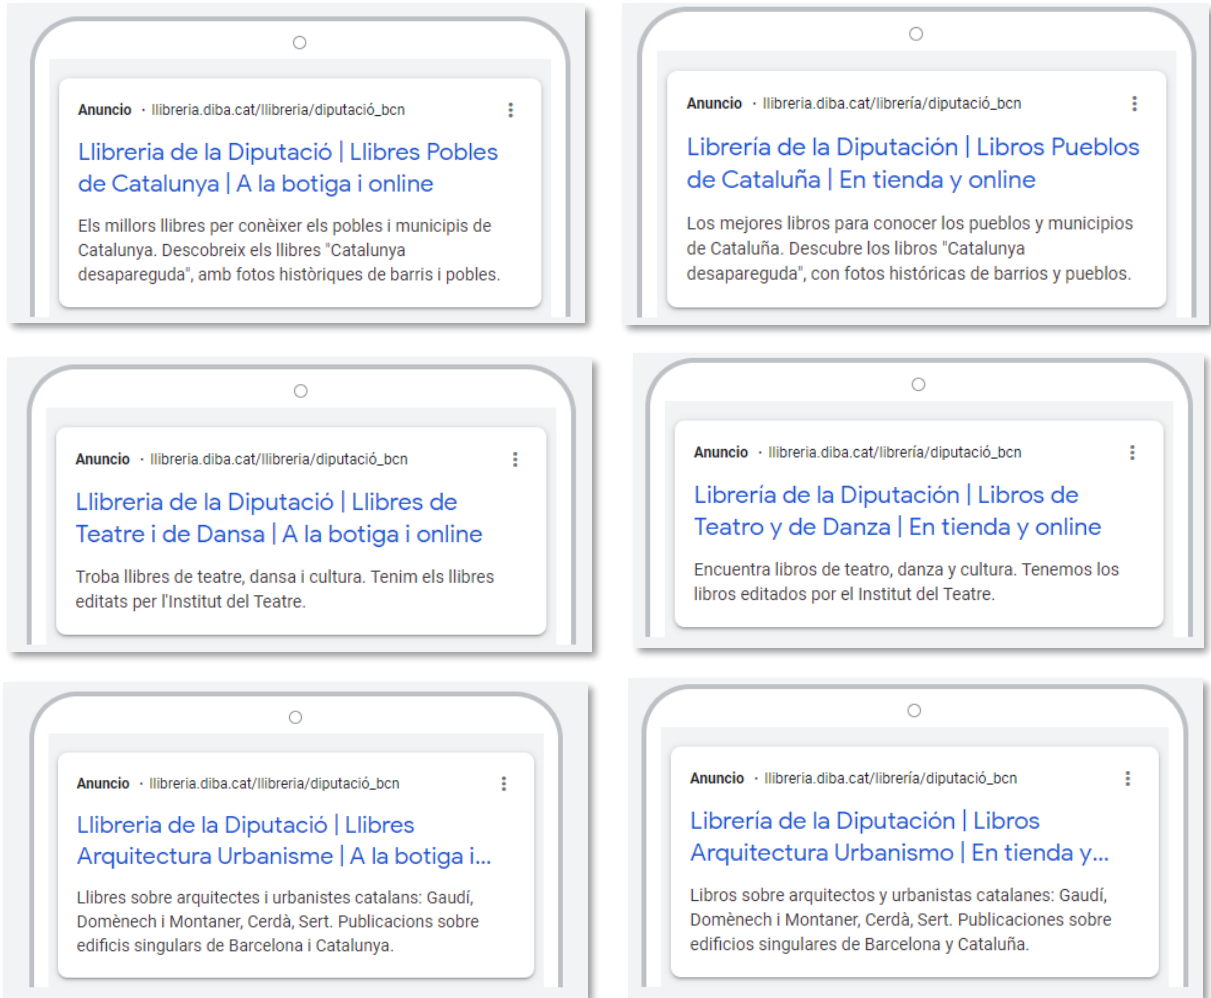 Anuncio · llibreria.diba.cat/llibreria/diputació_bcn
Llibreria de la Diputació | Llibres Pobles
de Catalunya | A la botiga i online
Els millors llibres per conèixer els pobles i municipis de
Catalunya. Descobreix els llibres "Catalunya
desapareguda", amb fotos històriques de barris i pobles.
Anuncio · llibreria.diba.cat/librería/diputació_bcn
Librería de la Diputación | Libros Pueblos
de Cataluña | En tienda y online
Los mejores libros para conocer los pueblos y municipios
de Cataluña. Descubre los libros "Catalunya
desapareguda", con fotos históricas de barrios y pueblos.
Anuncio · llibreria.diba.cat/llibreria/diputació_bcn
Llibreria de la Diputació | Llibres de
Teatre i de Dansa | A la botiga i online
Troba llibres de teatre, dansa i cultura. Tenim els llibres
editats per l'Institut del Teatre.
Anuncio · llibreria.diba.cat/librería/diputació_bcn
Librería de la Diputación | Libros de
Teatro y de Danza | En tienda y online
Encuentra libros de teatro, danza y cultura. Tenemos los
libros editados por el Institut del Teatre.
Anuncio · llibreria.diba.cat/llibreria/diputació_bcn
Llibreria de la Diputació | Llibres
Arquitectura Urbanisme | A la botiga i...
Llibres sobre arquitectes i urbanistes catalans: Gaudí,
Domènech i Montaner, Cerdà, Sert. Publicacions sobre
edificis singulars de Barcelona i Catalunya.
Anuncio · llibreria.diba.cat/librería/diputació_bcn
Librería de la Diputación | Libros
Arquitectura Urbanismo | En tienda y...
Libros sobre arquitectos y urbanistas catalanes: Gaudí,
Domènech i Montaner, Cerdà, Sert. Publicaciones sobre
edificios singulares de Barcelona y Cataluña.